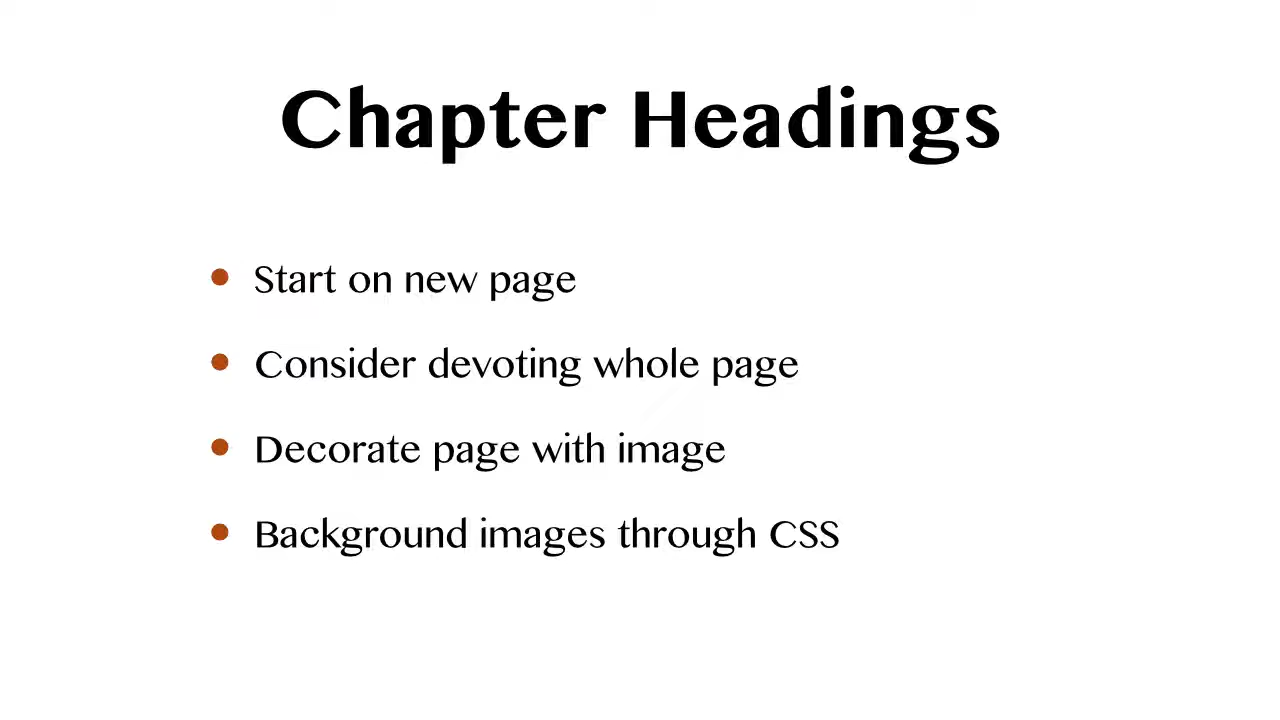 Chapter Headings
Start on new page
Consider devoting whole page
Decorate page with image
Background images through CSS